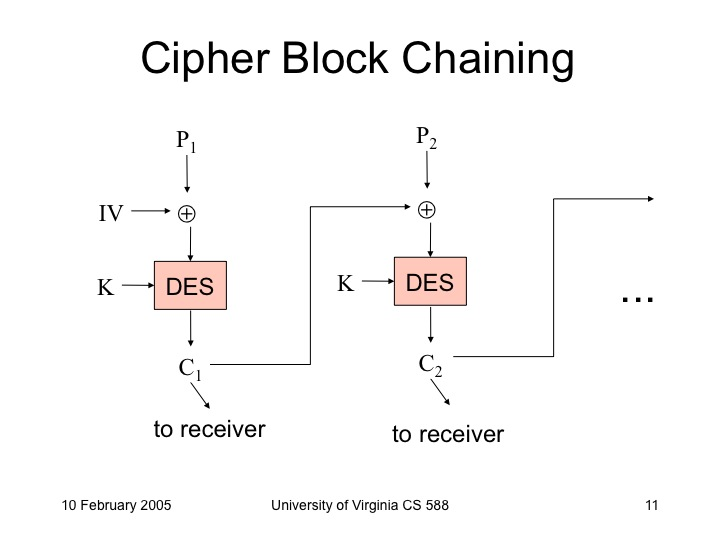 Cipher Block Chaining
P₁
P₂
IV ⊕
⊕
K DES
K DES
...
C₁
C₂
to receiver
to receiver
10 February 2005 University of Virginia CS 588 11